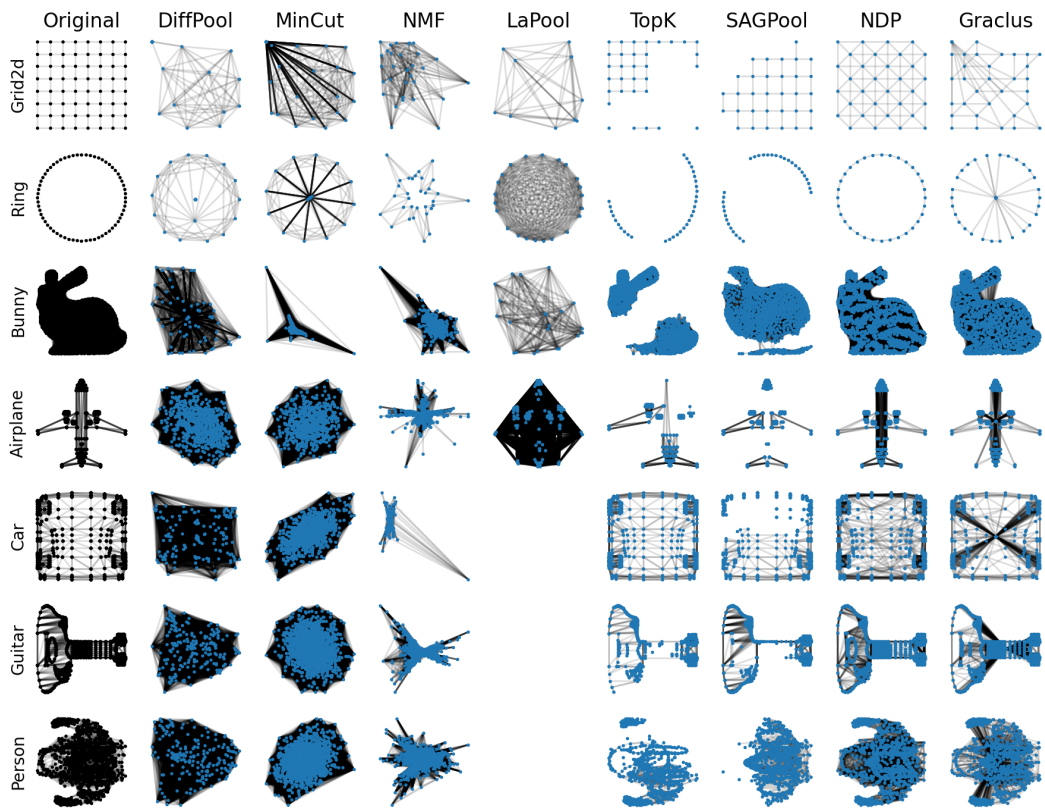 Original DiffPool MinCut NMF LaPool TopK SAGPool NDP Graclus
Grid2d
Ring
Bunny
Airplane
Car
Guitar
Person